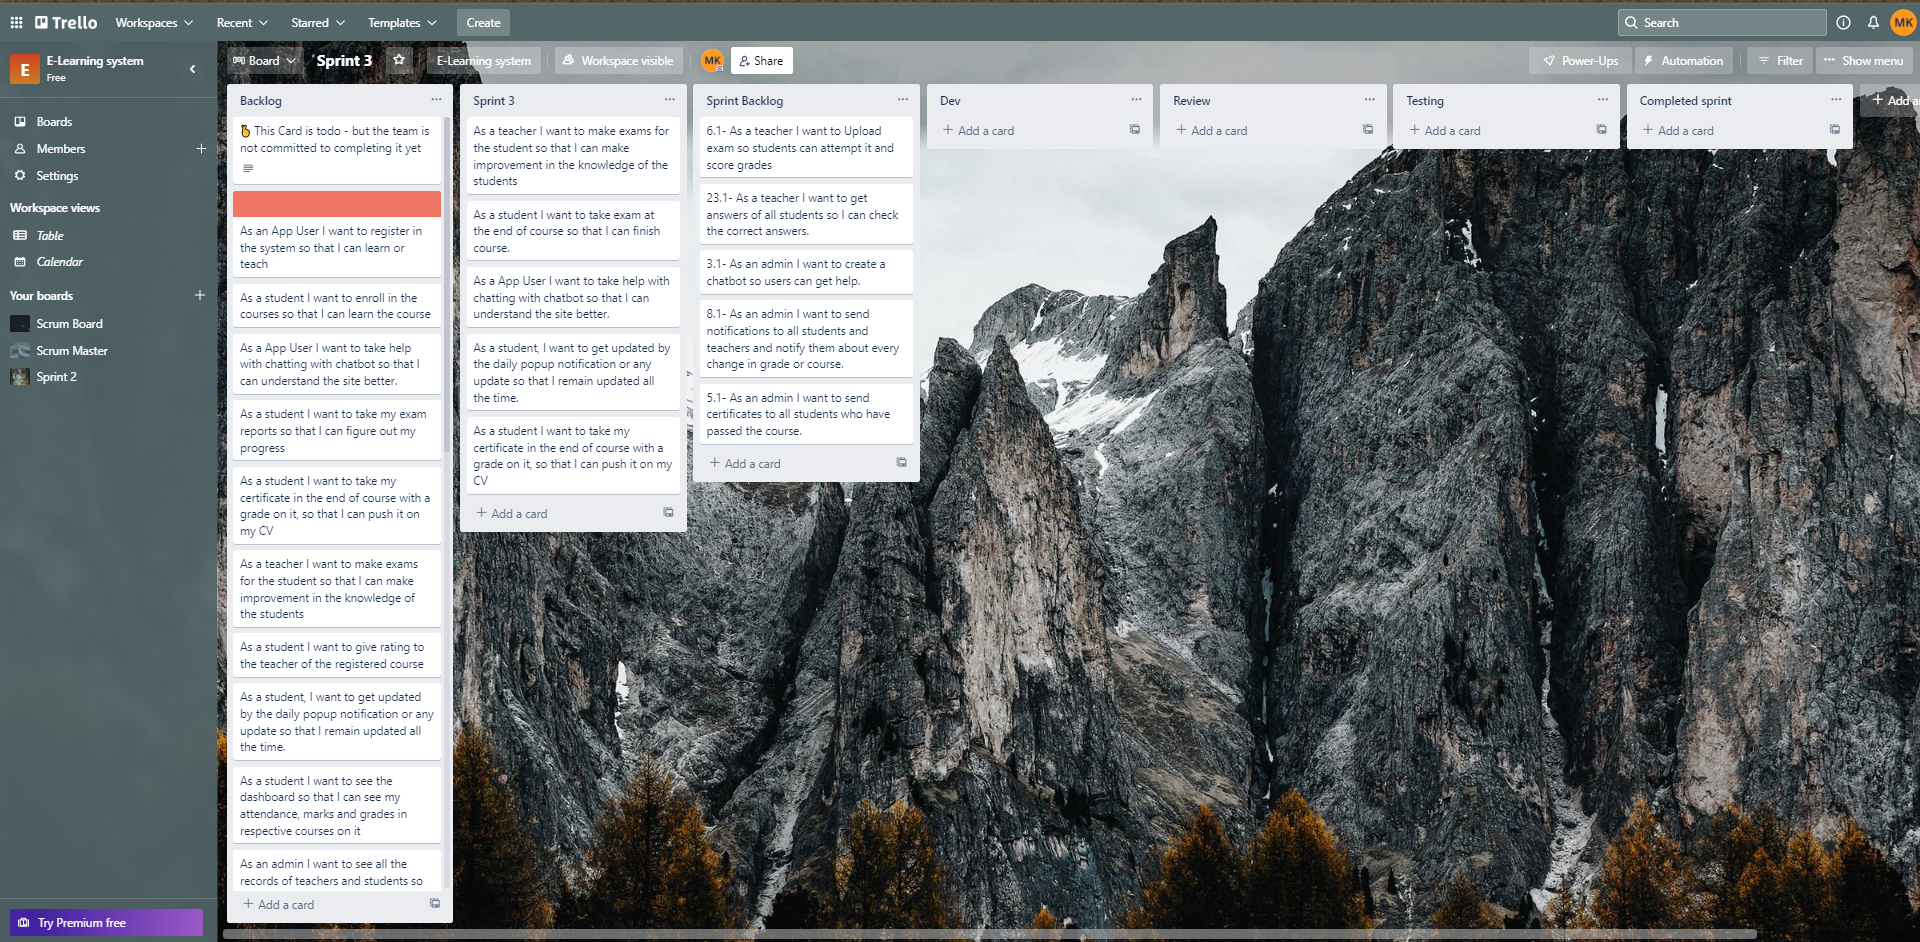 Trello
Workspaces
Recent
Starred
Templates
Create
Search
MK
E
E-Learning system
Free
Boards
Members
Settings
Workspace views
Table
Calendar
Your boards
Scrum Board
Scrum Master
Sprint 2
Try Premium free
Board
Sprint 3
E-Learning system
Workspace visible
MK
Share
Power-Ups
Automation
Filter
Show menu
Backlog
This Card is todo - but the team is
not committed to completing it yet
As an App User I want to register in
the system so that I can learn or
teach
As a student I want to enroll in the
courses so that I can learn the course
As a App User I want to take help
with chatting with chatbot so that I
can understand the site better.
As a student I want to take my exam
reports so that I can figure out my
progress
As a student I want to take my
certificate in the end of course with a
grade on it, so that I can push it on
my CV
As a teacher I want to make exams
for the student so that I can make
improvement in the knowledge of
the students
As a student I want to give rating to
the teacher of the registered course
As a student, I want to get updated
by the daily popup notification or any
update so that I remain updated all
the time.
As a student I want to see the
dashboard so that I can see my
attendance, marks and grades in
respective courses on it
As an admin I want to see all the
records of teachers and students so
+ Add a card
Sprint 3
As a teacher I want to make exams for
the student so that I can make
improvement in the knowledge of the
students
As a student I want to take exam at
the end of course so that I can finish
course.
As a App User I want to take help with
chatting with chatbot so that I can
understand the site better.
As a student, I want to get updated by
the daily popup notification or any
update so that I remain updated all
the time.
As a student I want to take my
certificate in the end of course with a
grade on it, so that I can push it on my
CV
+ Add a card
Sprint Backlog
6.1- As a teacher I want to Upload
exam so students can attempt it and
score grades
23.1- As a teacher I want to get
answers of all students so I can check
the correct answers.
3.1- As an admin I want to create a
chatbot so users can get help.
8.1- As an admin I want to send
notifications to all students and
teachers and notify them about every
change in grade or course.
5.1- As an admin I want to send
certificates to all students who have
passed the course.
+ Add a card
Dev
+ Add a card
Review
+ Add a card
Testing
+ Add a card
Completed sprint
+ Add a card
+ Add a